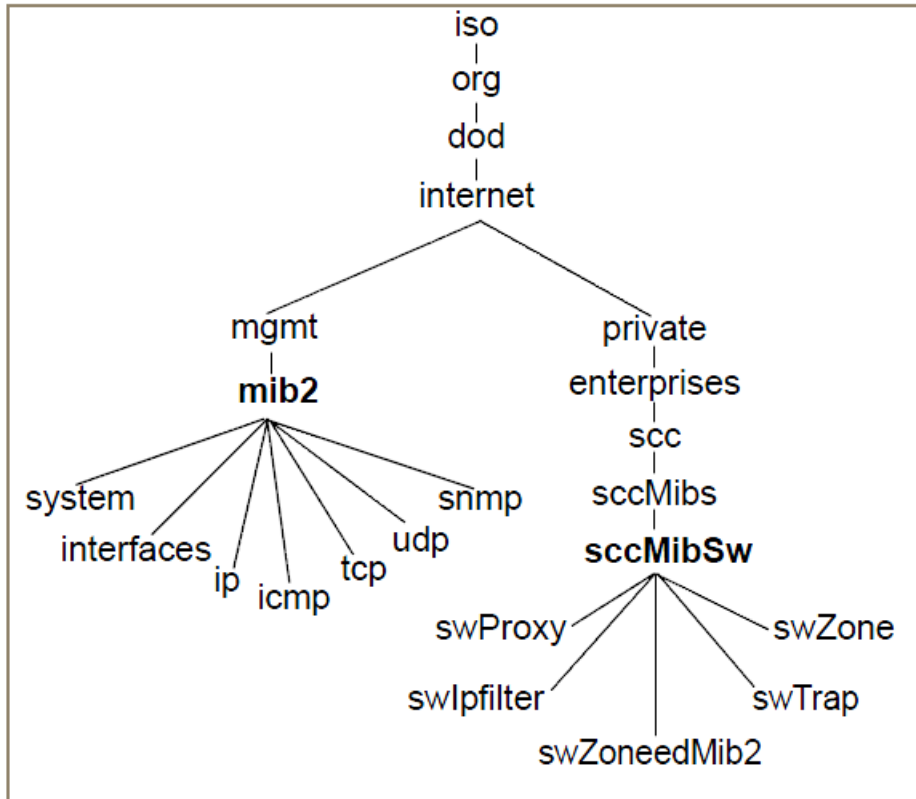 iso
org
dod
internet
mgmt private
mib2 enterprises
scc
sccMibs
system snmp
interfaces udp sccMibSw
ip icmp tcp
swProxy swZone
swIpfilter swTrap
swZoneedMib2